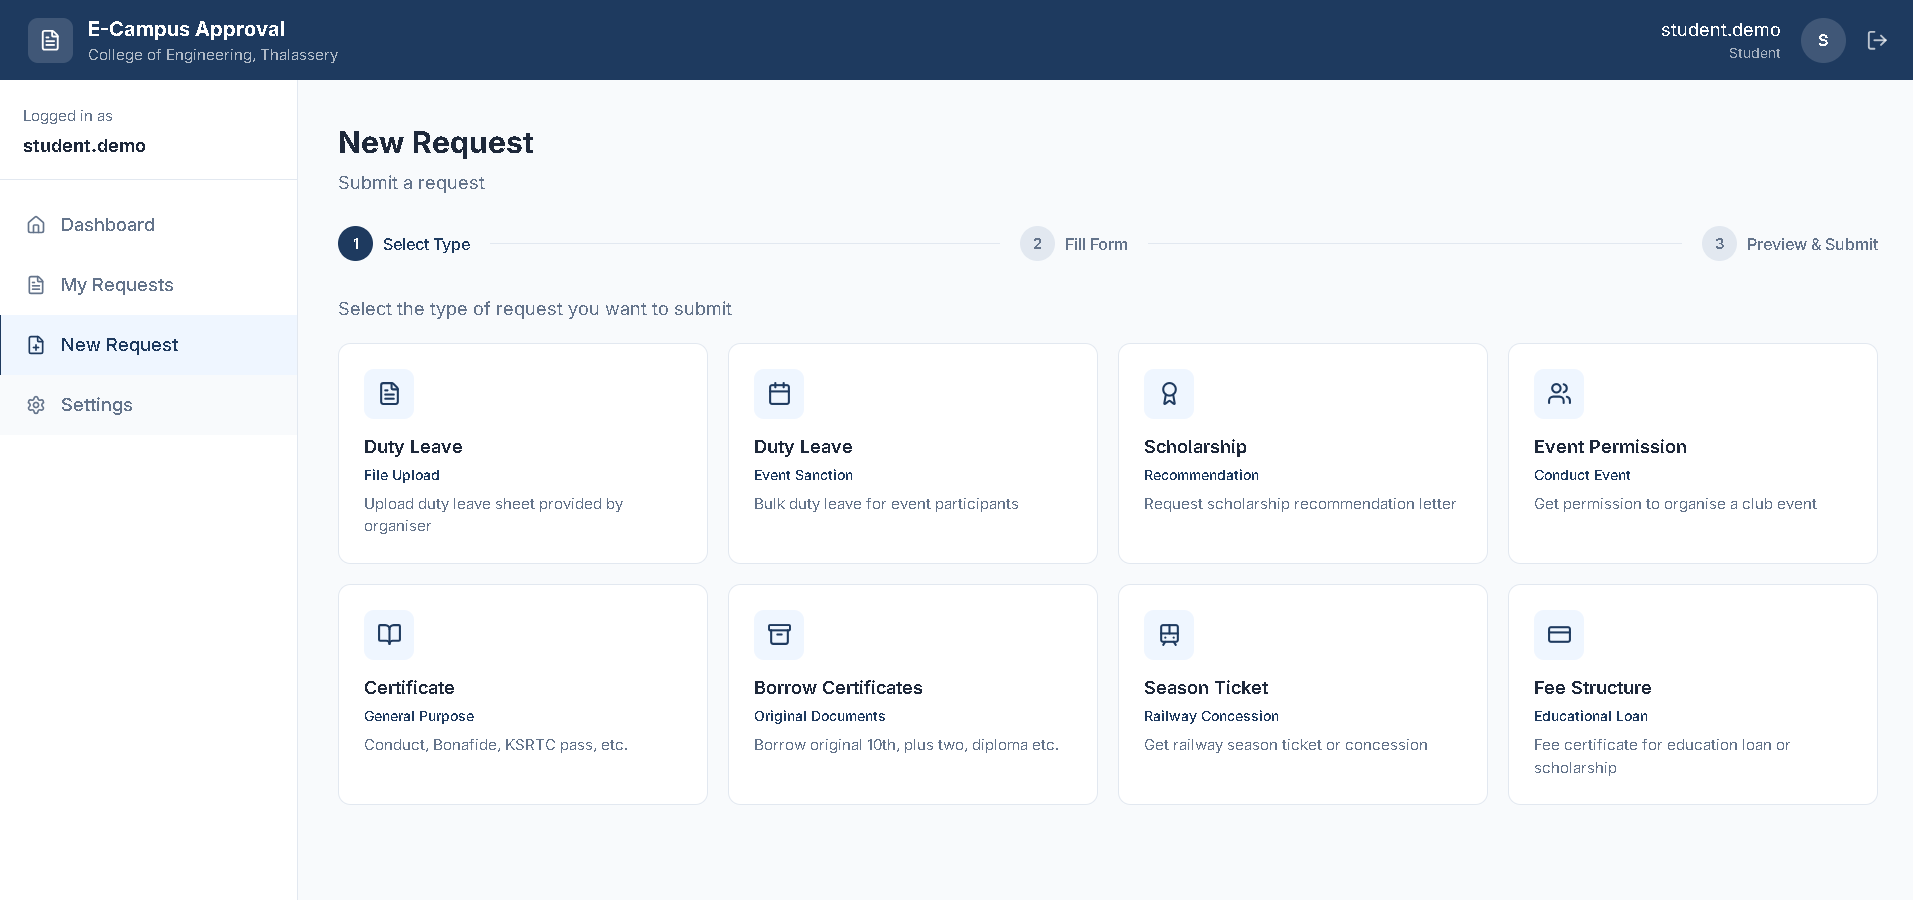 E-Campus Approval
College of Engineering, Thalassery
student.demo
Student
S
Logged in as
student.demo
Dashboard
My Requests
New Request
Settings
New Request
Submit a request
1 Select Type
2 Fill Form
3 Preview & Submit
Select the type of request you want to submit
Duty Leave
File Upload
Upload duty leave sheet provided by
organiser
Duty Leave
Event Sanction
Bulk duty leave for event participants
Scholarship
Recommendation
Request scholarship recommendation letter
Event Permission
Conduct Event
Get permission to organise a club event
Certificate
General Purpose
Conduct, Bonafide, KSRTC pass, etc.
Borrow Certificates
Original Documents
Borrow original 10th, plus two, diploma etc.
Season Ticket
Railway Concession
Get railway season ticket or concession
Fee Structure
Educational Loan
Fee certificate for education loan or
scholarship